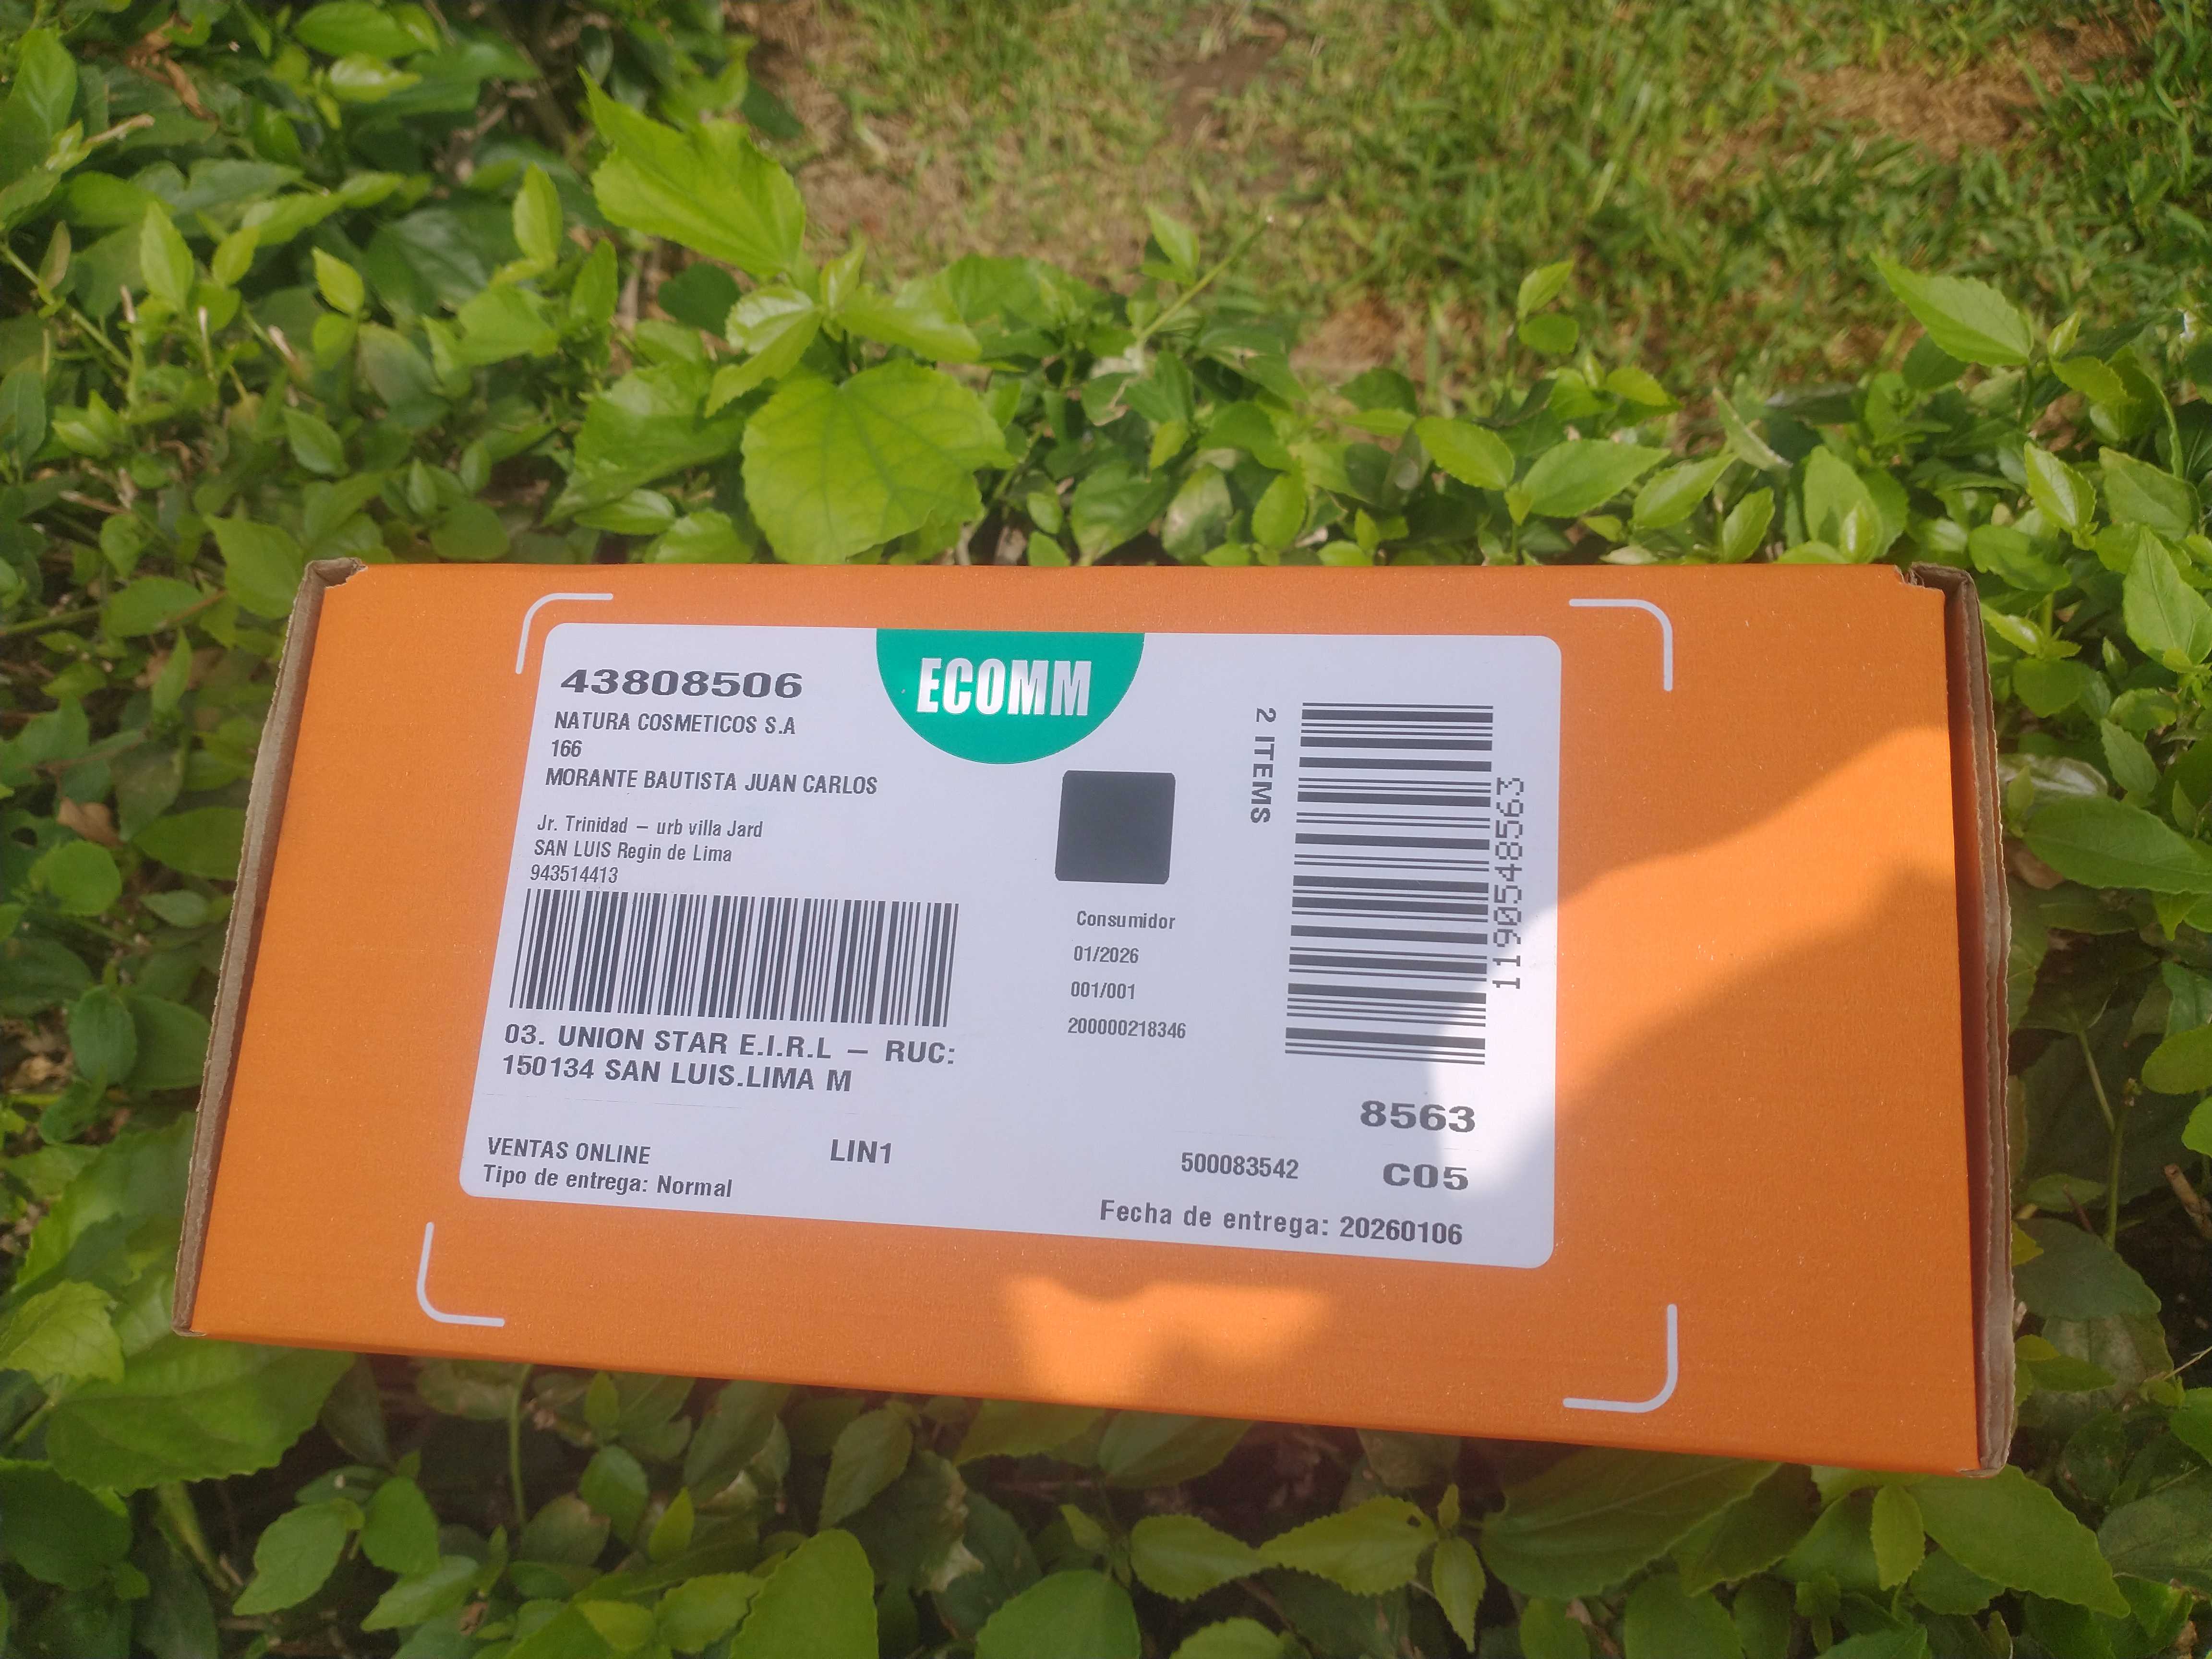 ECOMM
43808506
NATURA COSMETICOS S.A
166
MORANTE BAUTISTA JUAN CARLOS
Jr. Trinidad – urb villa Jard
SAN LUIS Regin de Lima
943514413
03. UNION STAR E.I.R.L – RUC:
150134 SAN LUIS.LIMA M
VENTAS ONLINE
Tipo de entrega: Normal
LIN1
Consumidor
01/2026
001/001
200000218346
2 ITEMS
119054 8563
8563
500083542
C05
Fecha de entrega: 20260106